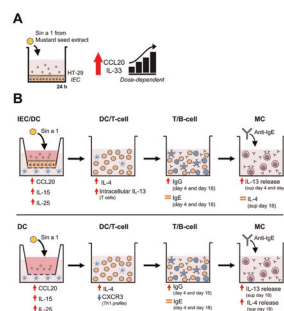 A
Sin a 1 from
Mustard seed extract
HT-29
IEC
24 h
CCL20
IL-33
Dose-dependent
B
IEC/DC
DC/T-cell
T/B-cell
MC
Sin a 1
Anti-IgE
CCL20
IL-15
IL-25
IL-4
Intracellular IL-13
(T cells)
IgG
(day 4 and day 18)
IgE
(day 4 and day 18)
IL-13 release
(sup day 4 and day
IL-4
(sup day 18)
DC
DC/T-cell
T/B-cell
MC
Sin a 1
Anti-IgE
CCL20
IL-15
IL-25
IL-4
CXCR3
(Th1 profile)
IgG
(day 4 and day 18)
IgE
(day 4 and day 18)
IL-13 release
(sup day 18)
IL-4 release
(sup day 18)